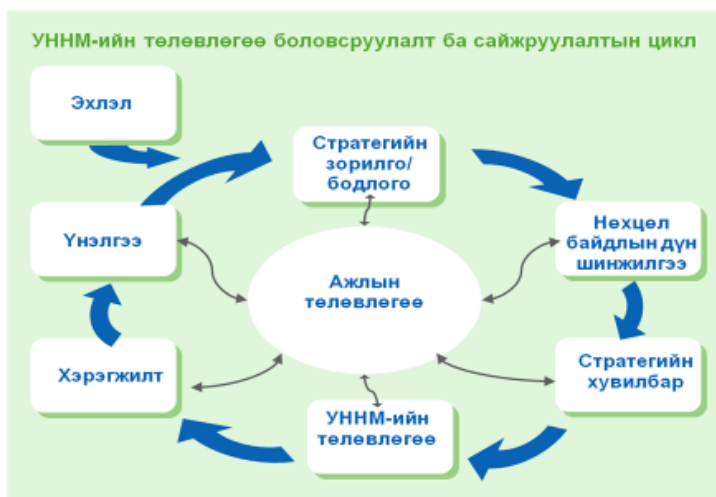 УННМ-ийн төлөвлөгөө боловсруулалт ба сайжруулалтын цикл
Эхлэл
Стратегийн
зорилго/
бодлого
Үнэлгээ
Нөхцөл
байдлын дүн
шинжилгээ
Ажлын
төлөвлөгөө
Хэрэгжилт
Стратегийн
хувилбар
УННМ-ийн
төлөвлөгөө